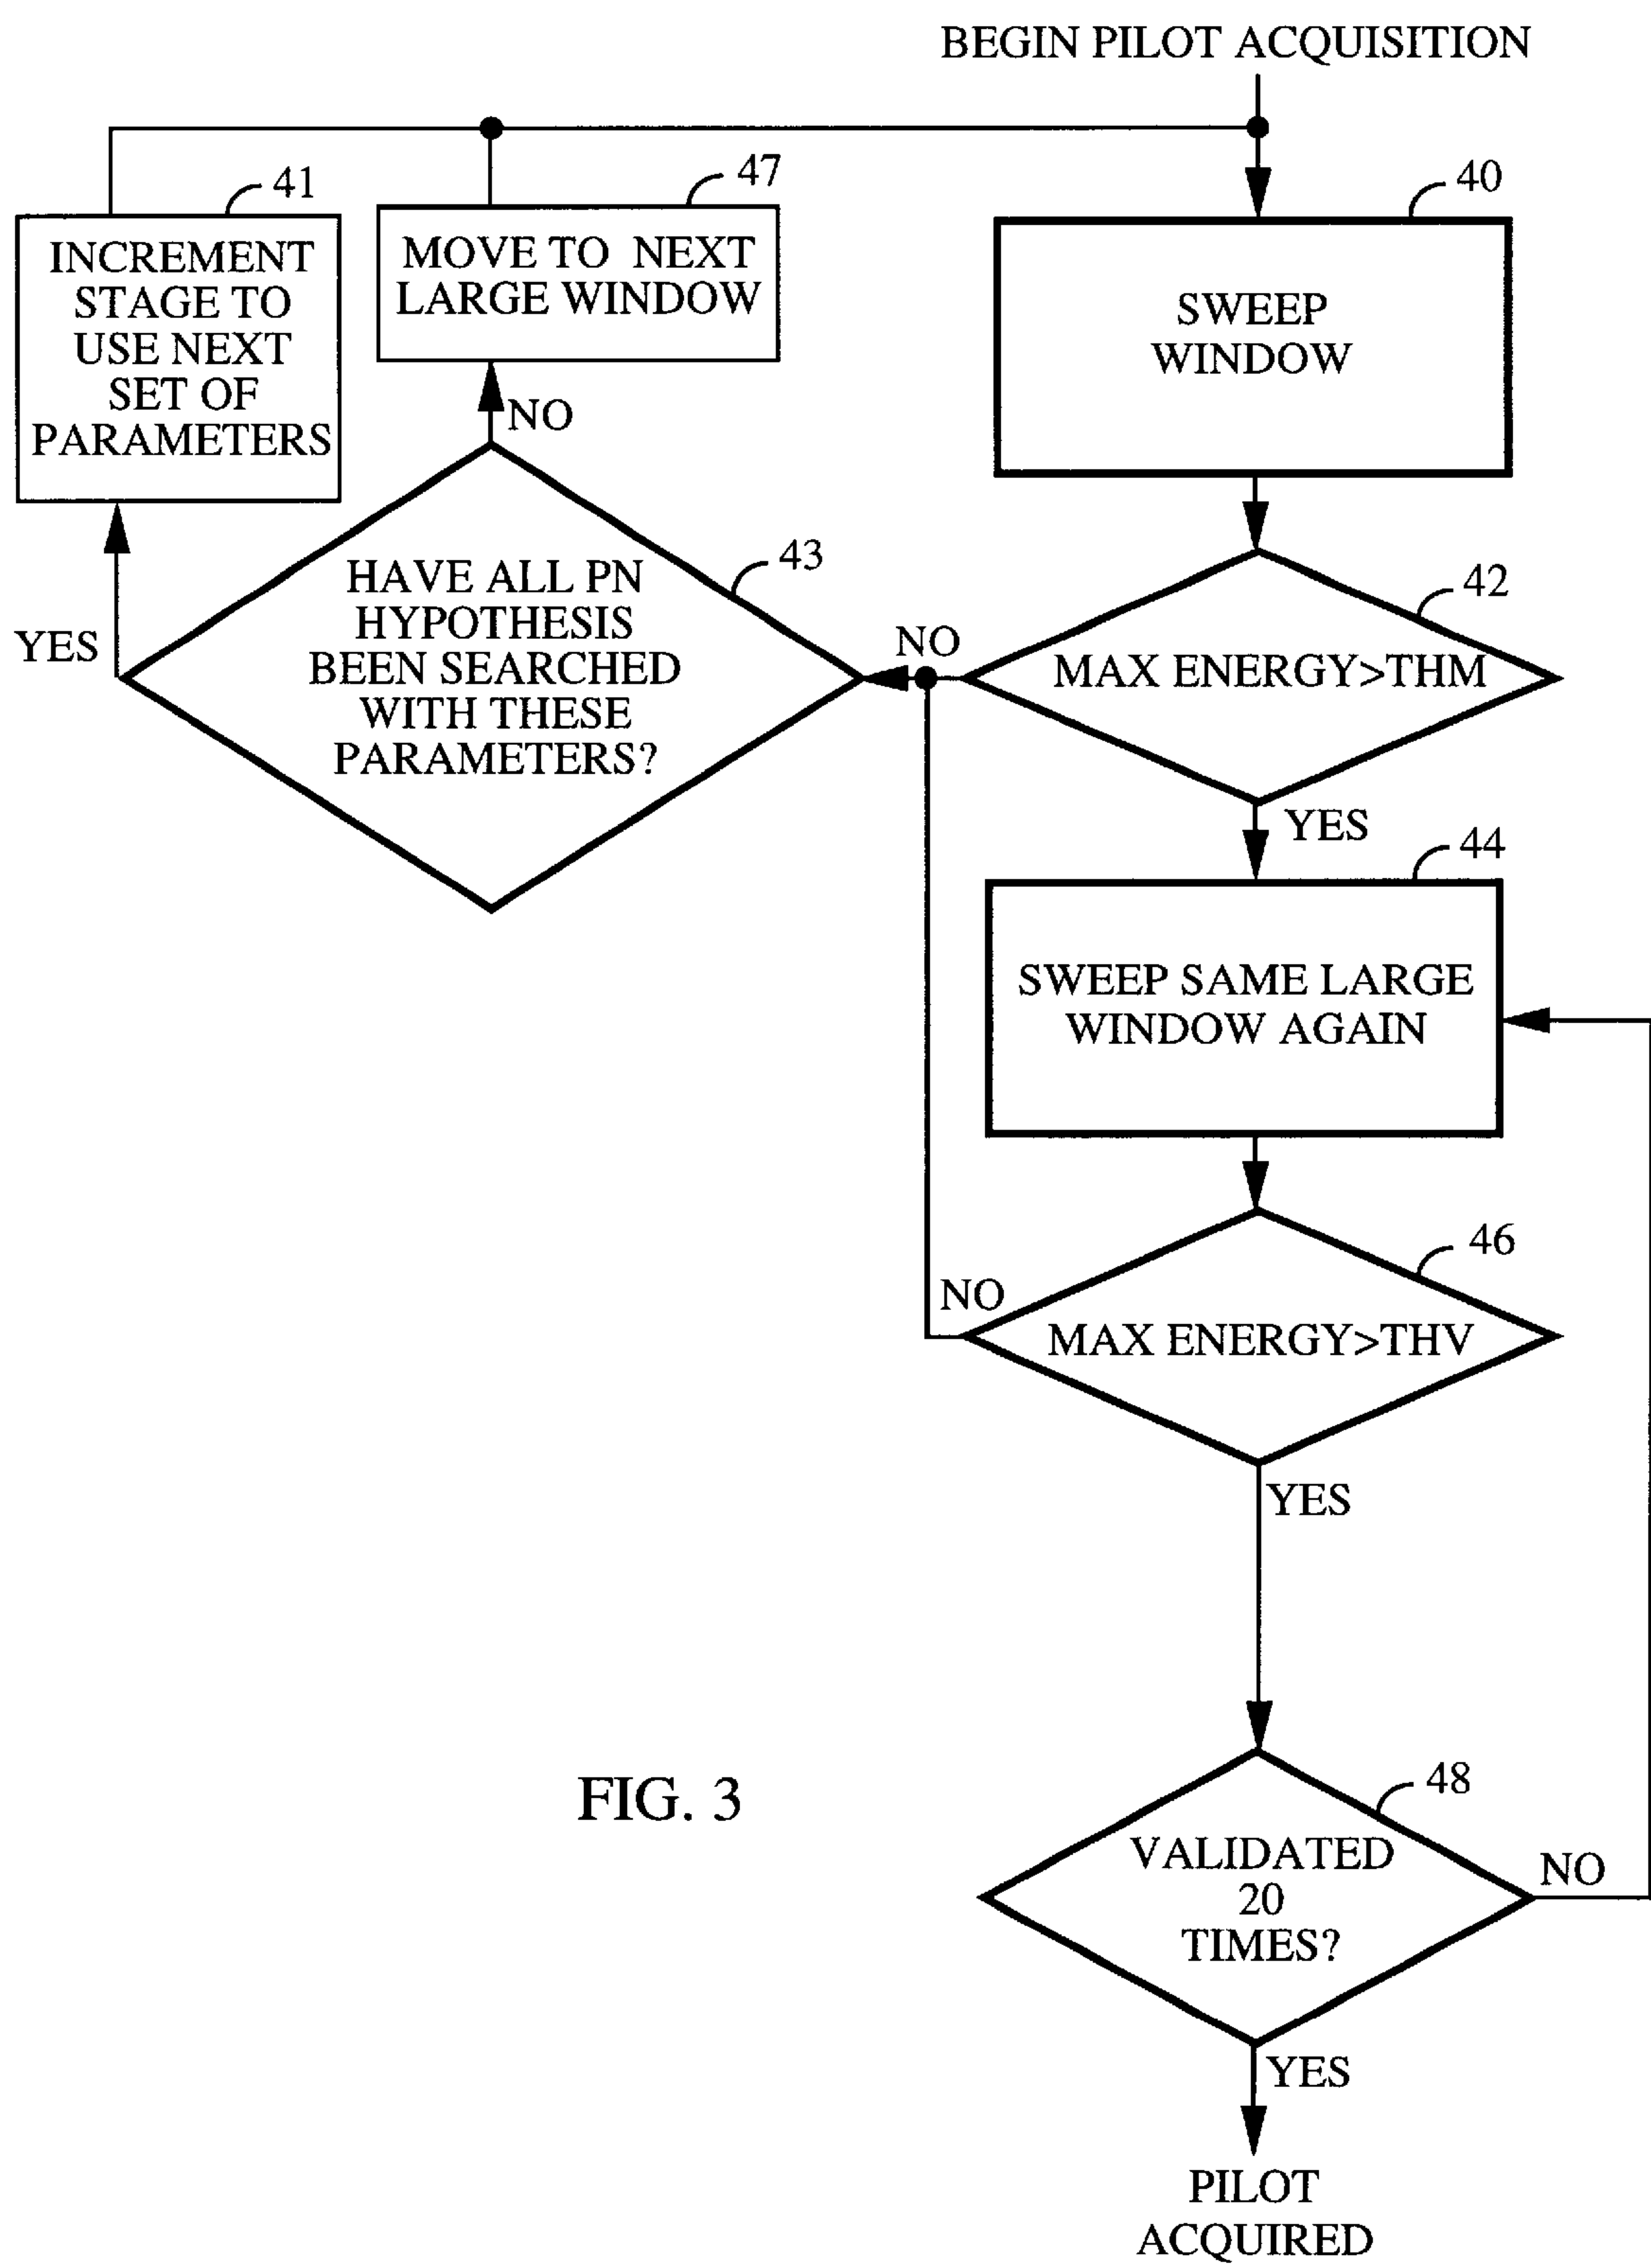 BEGIN PILOT ACQUISITION
41
INCREMENT
STAGE TO
USE NEXT
SET OF
PARAMETERS
47
MOVE TO NEXT
LARGE WINDOW
40
SWEEP
WINDOW
NO
YES
HAVE ALL PN
HYPOTHESIS
BEEN SEARCHED
WITH THESE
PARAMETERS?
43
NO
42
MAX ENERGY>THM
YES
44
SWEEP SAME LARGE
WINDOW AGAIN
46
NO
MAX ENERGY>THV
YES
48
VALIDATED
20
TIMES?
NO
YES
PILOT
ACQUIRED
FIG. 3